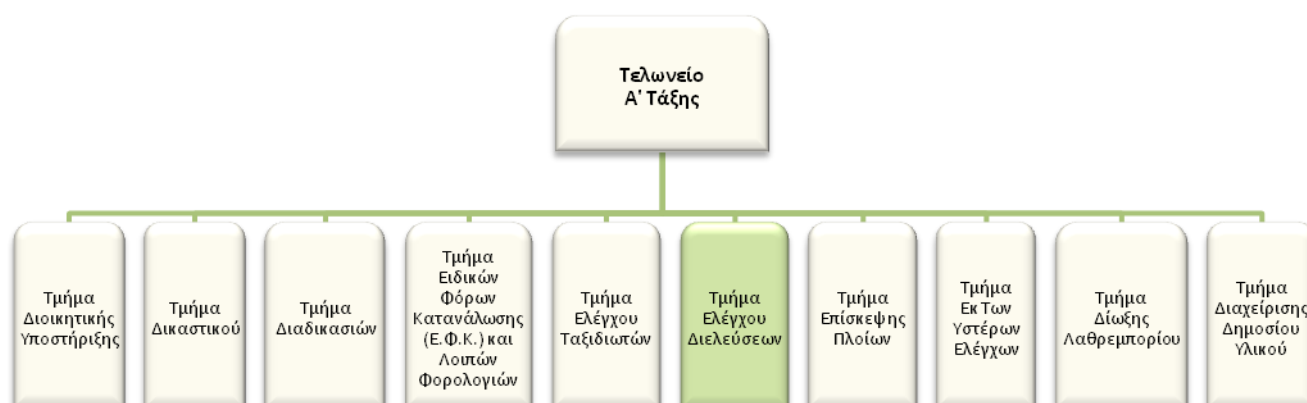 Τελωνείο
Α' Τάξης
Τμήμα
Διοικητικής
Υποστήριξης
Τμήμα
Δικαστικού
Τμήμα
Διαδικασιών
Τμήμα
Ειδικών
Φόρων
Κατανάλωσης
(Ε.Φ.Κ.) και
Λοιπών
Φορολογιών
Τμήμα
Ελέγχου
Ταξιδιωτών
Τμήμα
Ελέγχου
Διελεύσεων
Τμήμα
Επίσκεψης
Πλοίων
Τμήμα
Εκ Των
Υστέρων
Ελέγχων
Τμήμα
Δίωξης
Λαθρεμπορίου
Τμήμα
Διαχείρισης
Δημοσίου
Υλικού